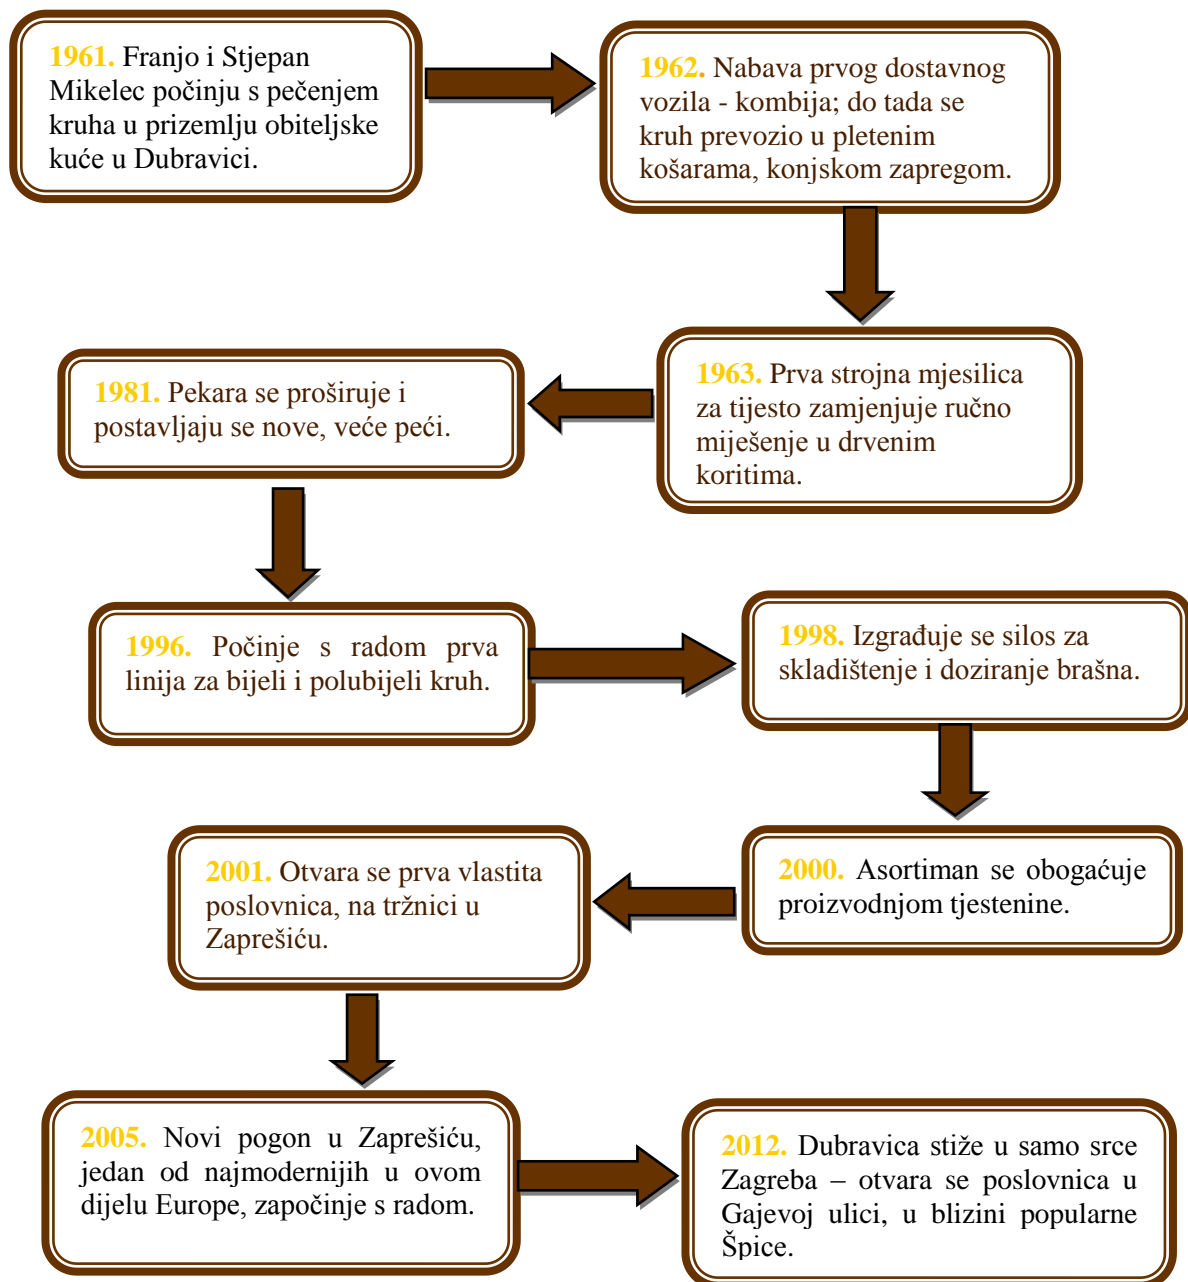 1961. Franjo i Stjepan
Mikelec počinju s pečenjem
kruha u prizemlju obiteljske
kuće u Dubravici.
1962. Nabava prvog dostavnog
vozila - kombija; do tada se
kruh prevozio u pletenim
košarama, konjskom zapregom.
1963. Prva strojna mjesilica
za tijesto zamjenjuje ručno
miješenje u drvenim
koritima.
1981. Pekara se proširuje i
postavljaju se nove, veće peći.
1996. Počinje s radom prva
linija za bijeli i polubijeli kruh.
1998. Izgrađuje se silos za
skladištenje i doziranje brašna.
2000. Asortiman se obogaćuje
proizvodnjom tjestenine.
2001. Otvara se prva vlastita
poslovnica, na tržnici u
Zaprešiću.
2005. Novi pogon u Zaprešiću,
jedan od najmodernijih u ovom
dijelu Europe, započinje s radom.
2012. Dubravica stiže u samo srce
Zagreba – otvara se poslovnica u
Gajevoj ulici, u blizini popularne
Špice.